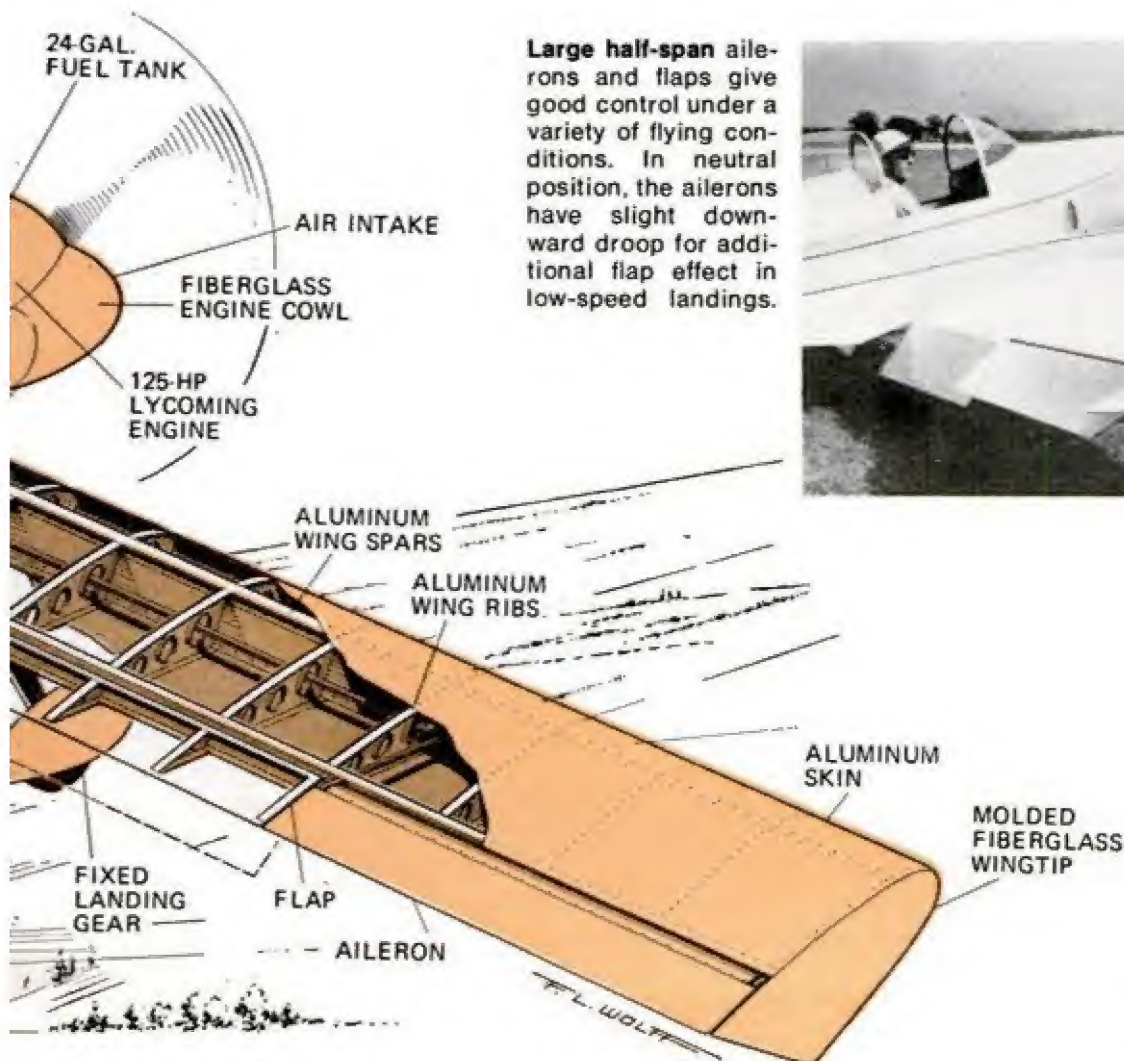 24-GAL.
FUEL TANK
Large half-span aile-
rons and flaps give
good control under a
variety of flying con-
ditions. In neutral
position, the ailerons
have slight down-
ward droop for addi-
tional flap effect in
low-speed landings.
AIR INTAKE
FIBERGLASS
ENGINE COWL
125-HP
LYCOMING
ENGINE
ALUMINUM
WING SPARS
ALUMINUM
WING RIBS
ALUMINUM
SKIN
MOLDED
FIBERGLASS
WINGTIP
FIXED
LANDING
GEAR
FLAP
AILERON
F. L. WOLFF